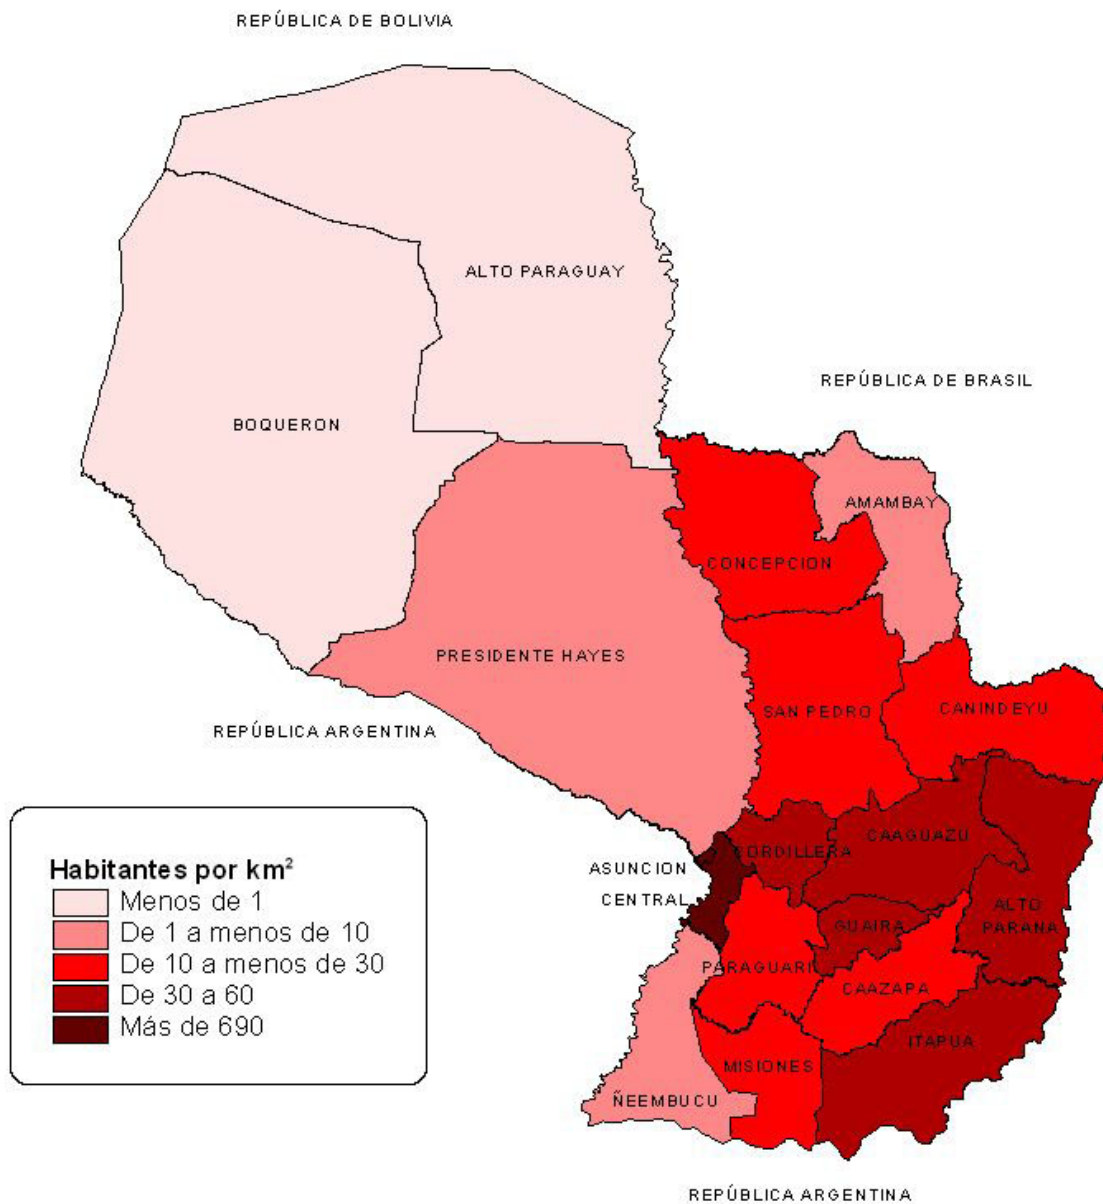 REPÚBLICA DE BOLIVIA
ALTO PARAGUAY
REPÚBLICA DE BRASIL
BOQUERON
AMAMBAY
CONCEPCION
PRESIDENTE HAYES
SAN PEDRO
CANINDEYU
REPÚBLICA ARGENTINA
CAAGUAZU
CORDILLERA
ASUNCION
CENTRAL
ALTO
PARANA
GUAIRA
PARAGUARI
CAAZAPA
ITAPUA
MISIONES
ÑEEMBUCU
REPÚBLICA ARGENTINA
Habitantes por km²
Menos de 1
De 1 a menos de 10
De 10 a menos de 30
De 30 a 60
Más de 690